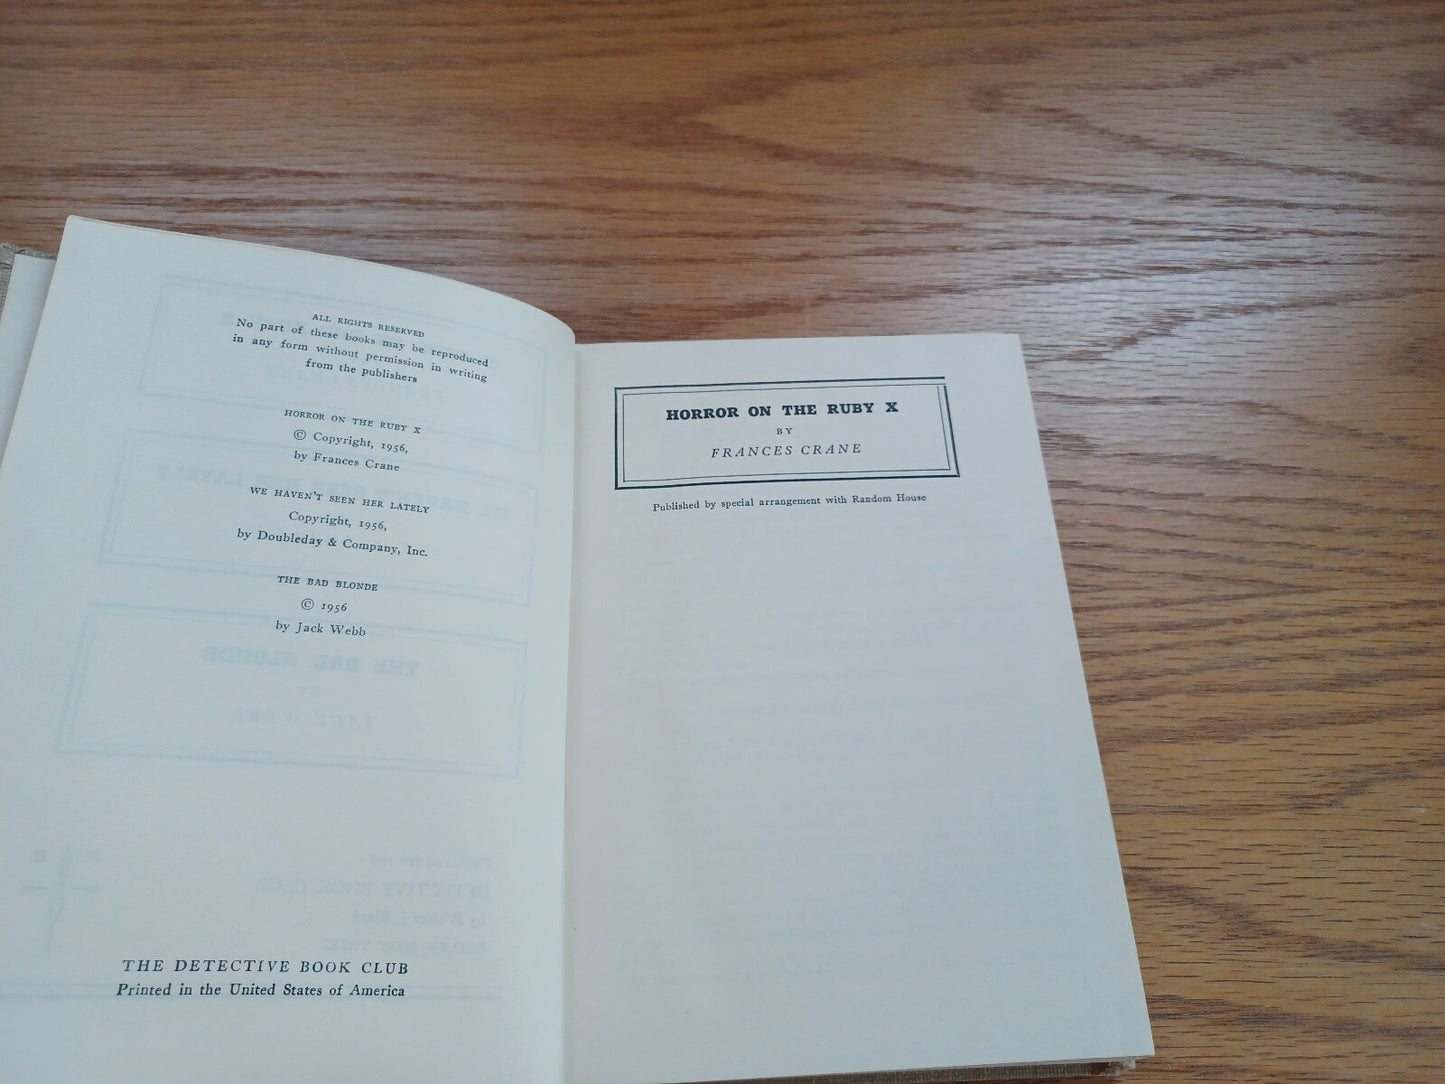 ALL RIGHTS RESERVED
No part of these books may be reproduced
in any form without permission in writing
from the publishers
HORROR ON THE RUBY X
© Copyright, 1956,
by Frances Crane
WE HAVEN'T SEEN HER LATELY
Copyright, 1956,
by Doubleday & Company, Inc.
THE BAD BLONDE
© 1956
by Jack Webb
THE DETECTIVE BOOK CLUB
Printed in the United States of America
HORROR ON THE RUBY X
BY
FRANCES CRANE
Published by special arrangement with Random House